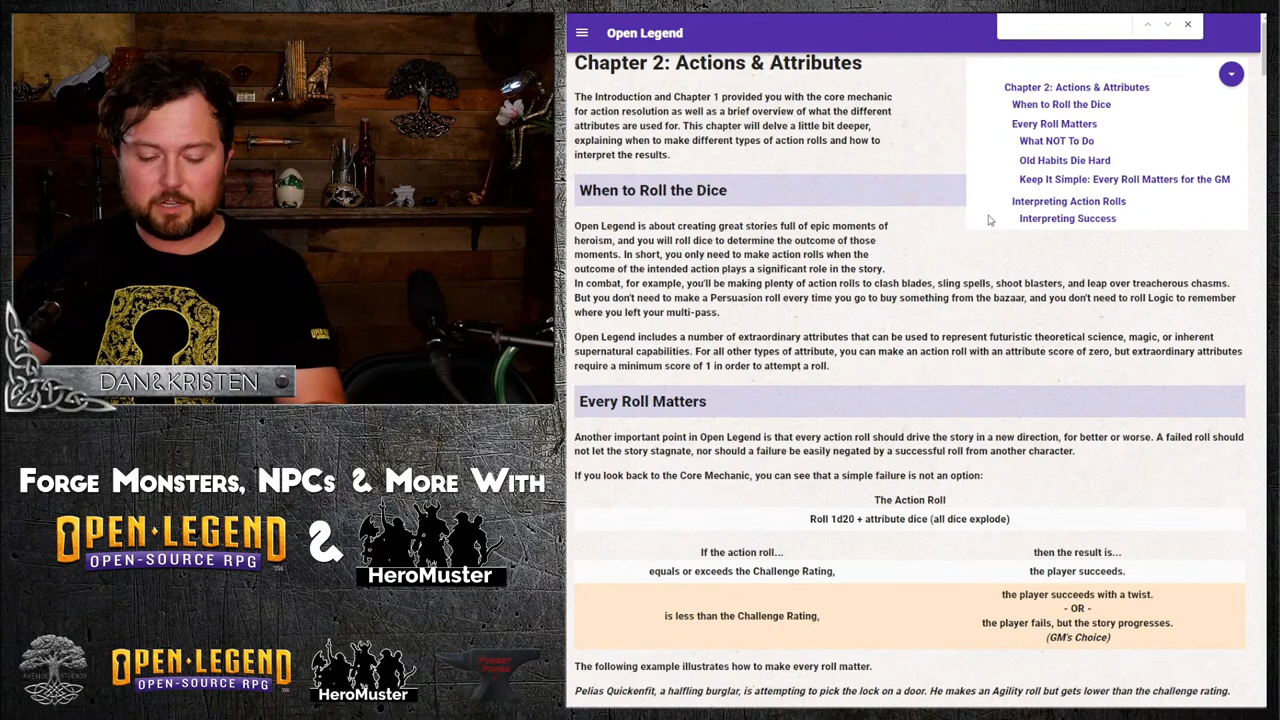 Open Legend
Chapter 2: Actions & Attributes
The Introduction and Chapter 1 provided you with the core mechanic
for action resolution as well as a brief overview of what the different
attributes are used for. This chapter will delve a little bit deeper,
explaining when to make different types of action rolls and how to
interpret the results.
Chapter 2: Actions & Attributes
When to Roll the Dice
Every Roll Matters
What NOT To Do
Old Habits Die Hard
Keep It Simple: Every Roll Matters for the GM
Interpreting Action Rolls
Interpreting Success
When to Roll the Dice
Open Legend is about creating great stories full of epic moments of
heroism, and you will roll dice to determine the outcome of those
moments. In short, you only need to make action rolls when the
outcome of the intended action plays a significant role in the story.
In combat, for example, you'll be making plenty of action rolls to clash blades, sling spells, shoot blasters, and leap over treacherous chasms.
But you don't need to make a Persuasion roll every time you go to buy something from the bazaar, and you don't need to roll Logic to remember
where you left your multi-pass.
Open Legend includes a number of extraordinary attributes that can be used to represent futuristic theoretical science, magic, or inherent
supernatural capabilities. For all other types of attribute, you can make an action roll with an attribute score of zero, but extraordinary attributes
require a minimum score of 1 in order to attempt a roll.
Every Roll Matters
Another important point in Open Legend is that every action roll should drive the story in a new direction, for better or worse. A failed roll should
not let the story stagnate, nor should a failure be easily negated by a successful roll from another character.
If you look back to the Core Mechanic, you can see that a simple failure is not an option:
The Action Roll
Roll 1d20 + attribute dice (all dice explode)
If the action roll... then the result is...
equals or exceeds the Challenge Rating, the player succeeds.
is less than the Challenge Rating,
the player succeeds with a twist.
- OR -
the player fails, but the story progresses.
(GM's Choice)
The following example illustrates how to make every roll matter.
Pelias Quickenfit, a halfling burglar, is attempting to pick the lock on a door. He makes an Agility roll but gets lower than the challenge rating.
DAN & KRISTEN
FORGE MONSTERS, NPCS & MORE WITH
OPEN LEGEND
OPEN-SOURCE RPG
&
HeroMuster
AVENUE STUDIOS
OPEN LEGEND
OPEN-SOURCE RPG
HeroMuster